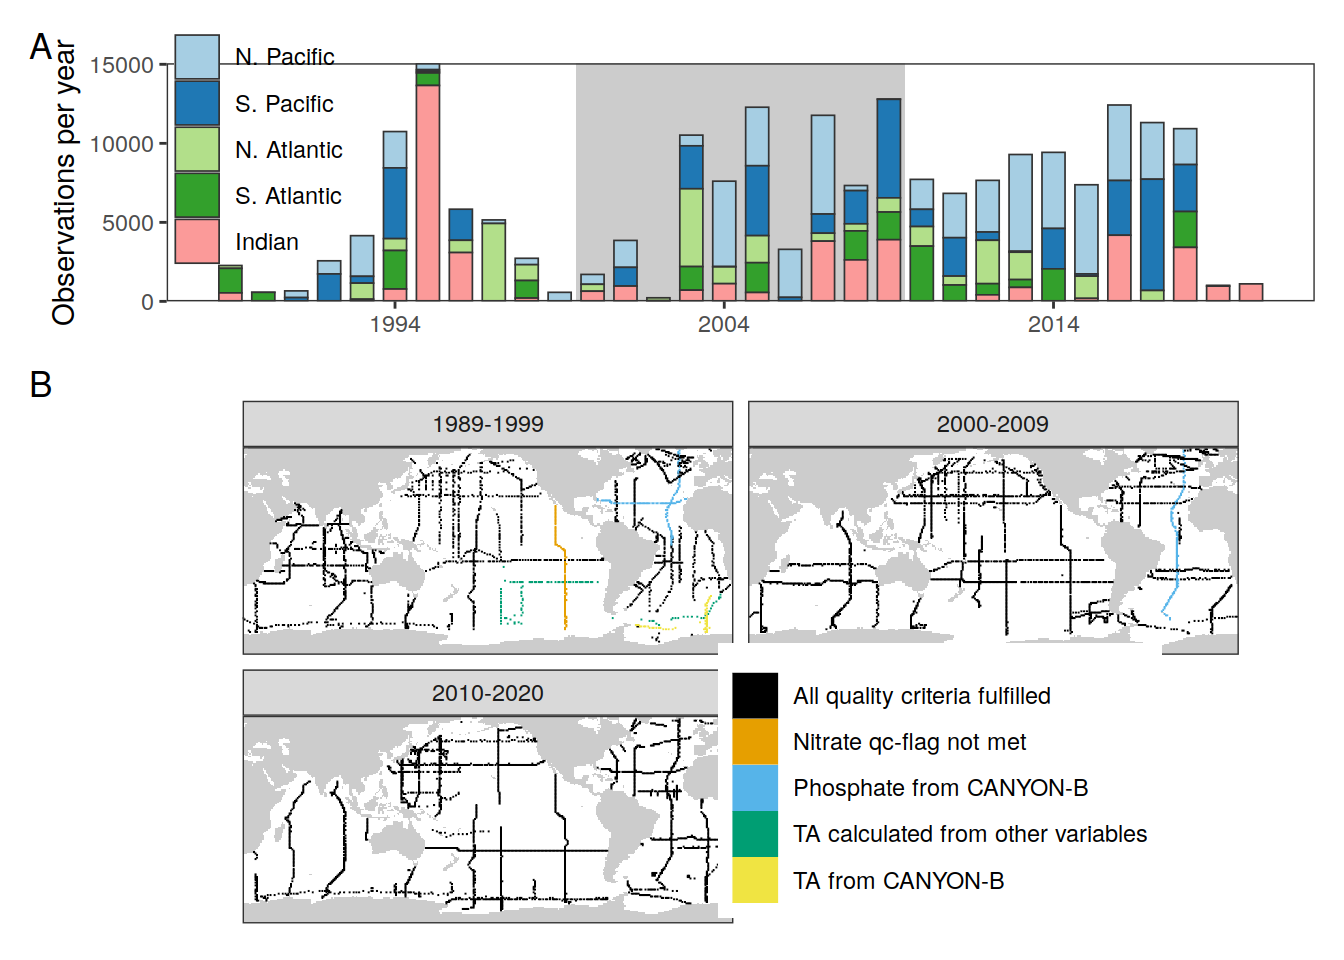 A
Observations per year
15000
10000
5000
0
N. Pacific
S. Pacific
N. Atlantic
S. Atlantic
Indian
1994
2004
2014
B
1989-1999
2000-2009
2010-2020
All quality criteria fulfilled
Nitrate qc-flag not met
Phosphate from CANYON-B
TA calculated from other variables
TA from CANYON-B